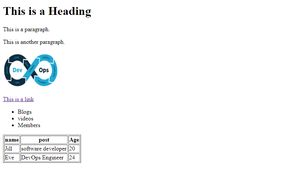 This is a Heading
This is a paragraph.
This is another paragraph.
Dev Ops
This is a link
Blogs
videos
Members
name post Age
Jill software developer 20
Eve DevOps Engineer 24